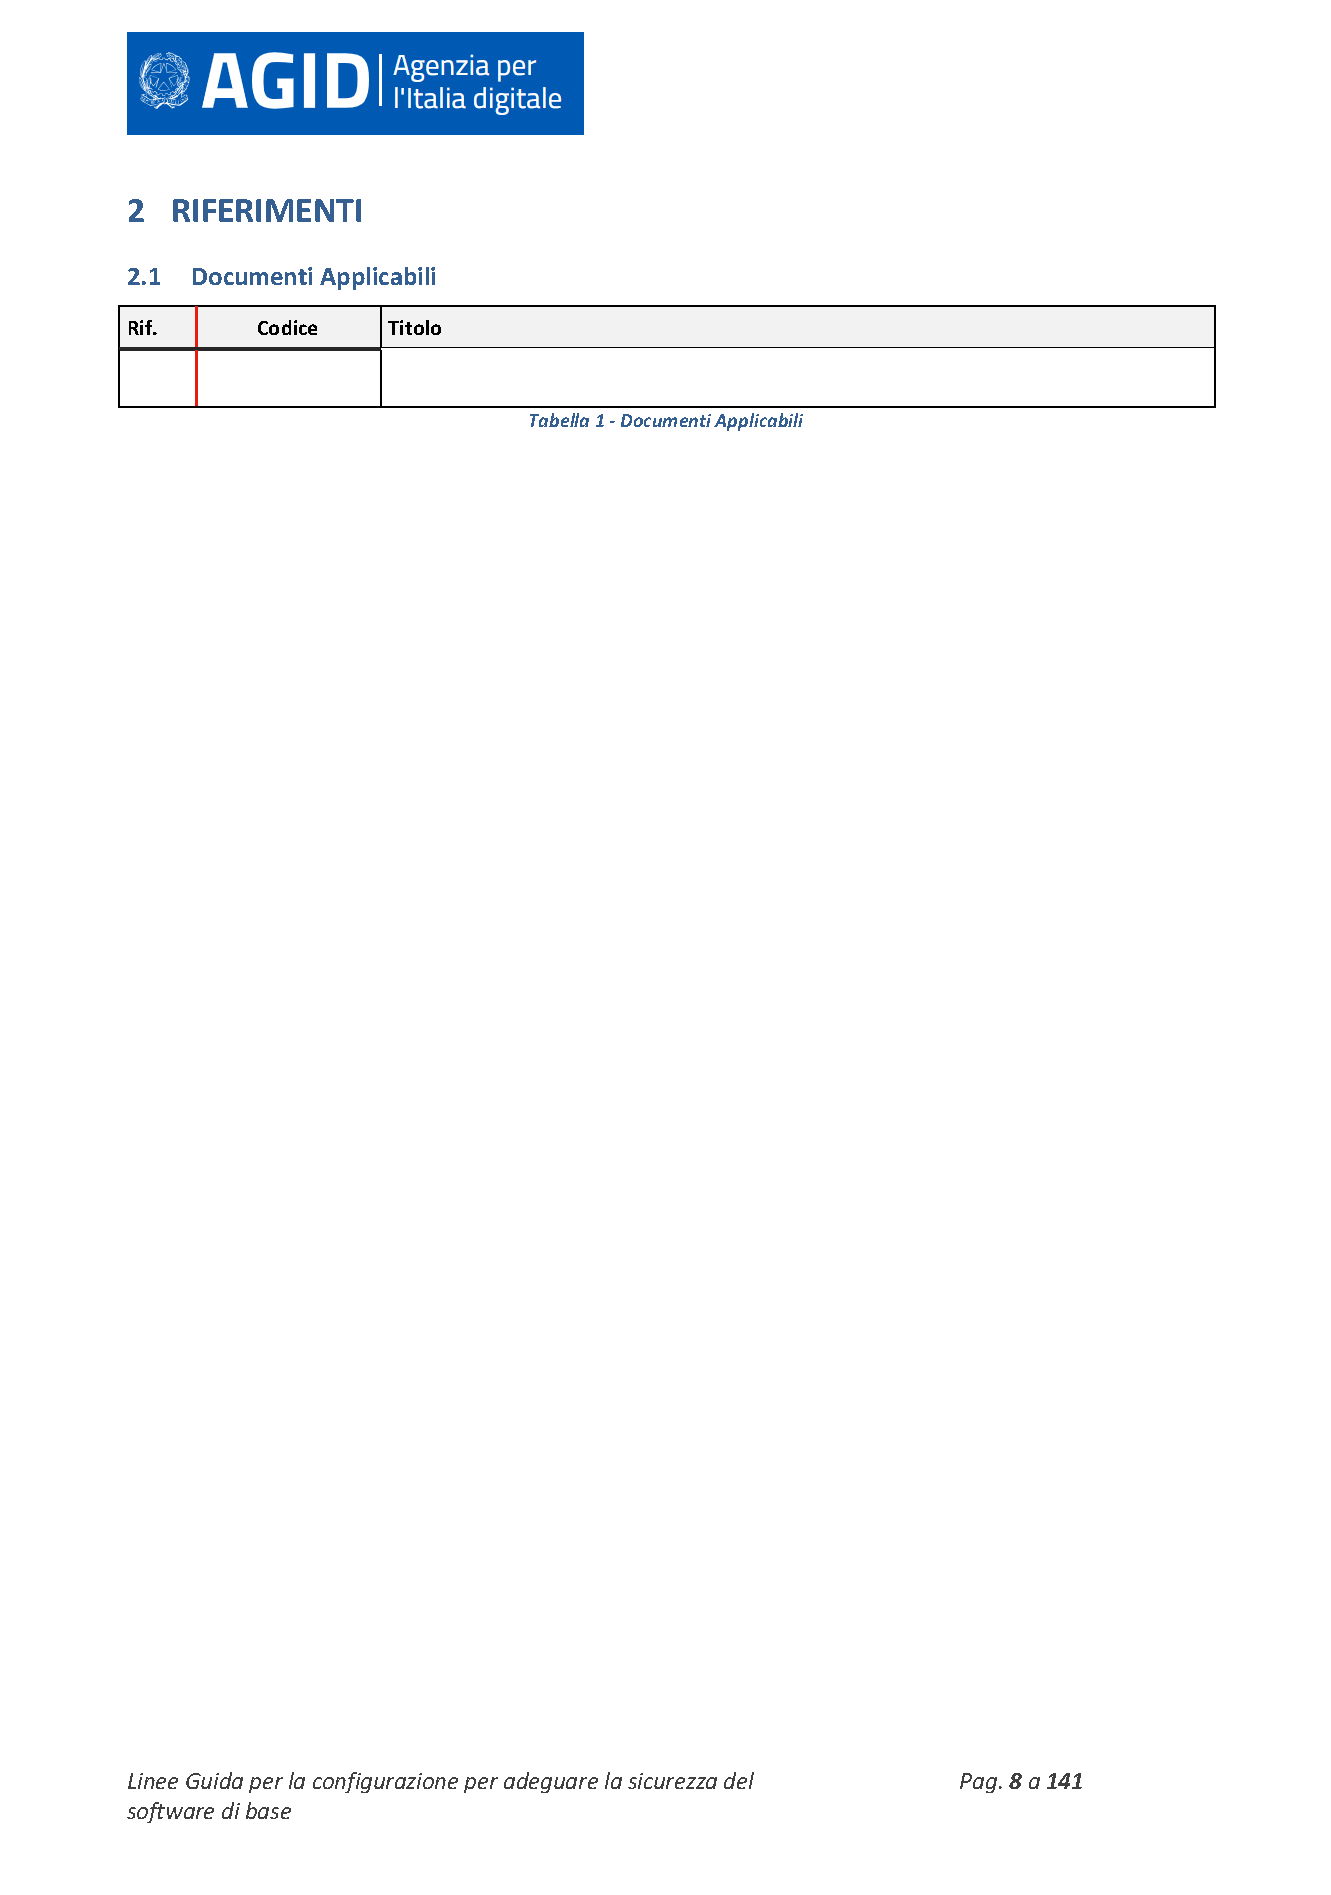 AGID Agenzia per
l'Italia digitale
2 RIFERIMENTI
2.1 Documenti Applicabili
Rif. Codice Titolo
Tabella 1 - Documenti Applicabili
Linee Guida per la configurazione per adeguare la sicurezza del Pag. 8 a 141
software di base